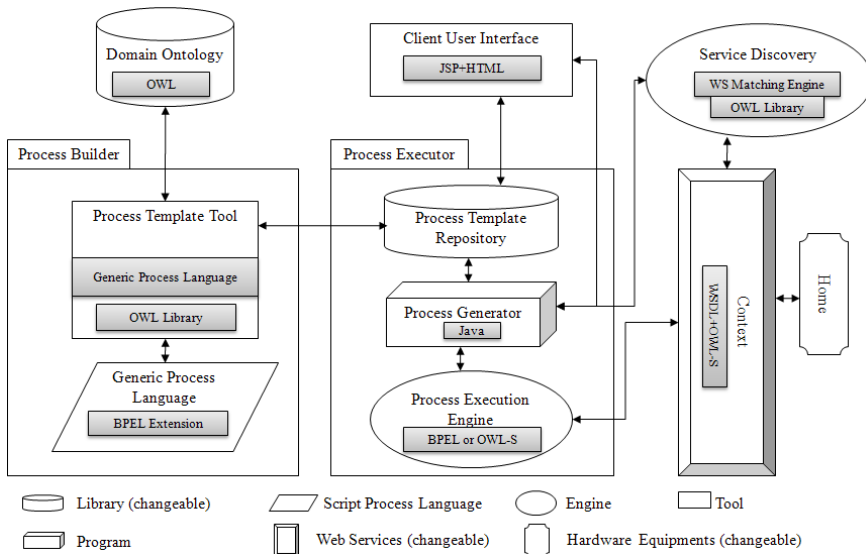 Domain Ontology
OWL
Client User Interface
JSP+HTML
Service Discovery
WS Matching Engine
OWL Library
Process Builder
Process Template Tool
Generic Process Language
OWL Library
Generic Process
Language
BPEL Extension
Process Executor
Process Template
Repository
Process Generator
Java
Process Execution
Engine
BPEL or OWL-S
Context
WSDL+OWL-S
Home
Library (changeable)
Script Process Language
Engine
Tool
Program
Web Services (changeable)
Hardware Equipments (changeable)